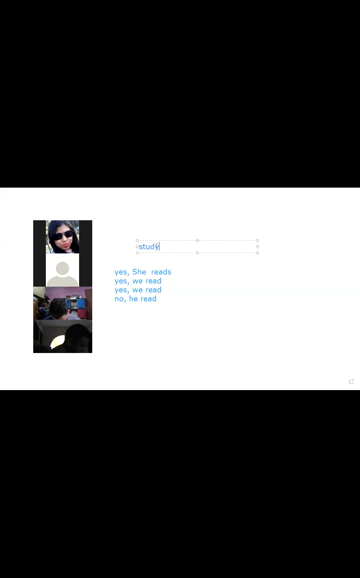 study
yes, She  reads
yes, we read
yes, we read
no, he read